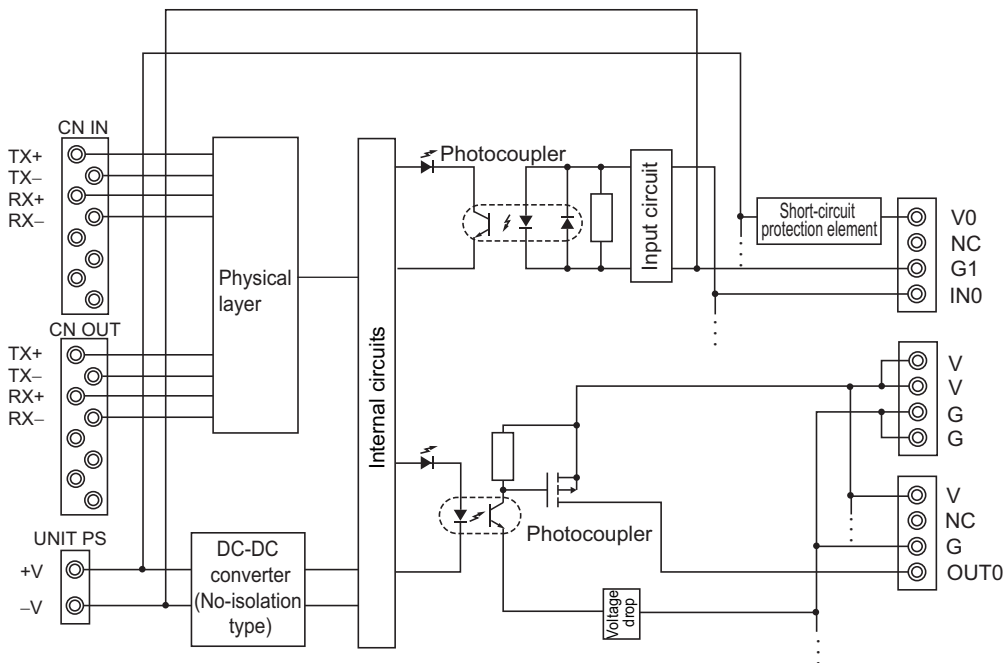 CN IN
TX+
TX−
RX+
RX−
CN OUT
TX+
TX−
RX+
RX−
UNIT PS
+V
−V
Physical
layer
DC-DC
converter
(No-isolation
type)
Internal circuits
Photocoupler
Input circuit
Short-circuit
protection element
V0
NC
G1
IN0
V
V
G
G
Photocoupler
Voltage
drop
V
NC
G
OUT0